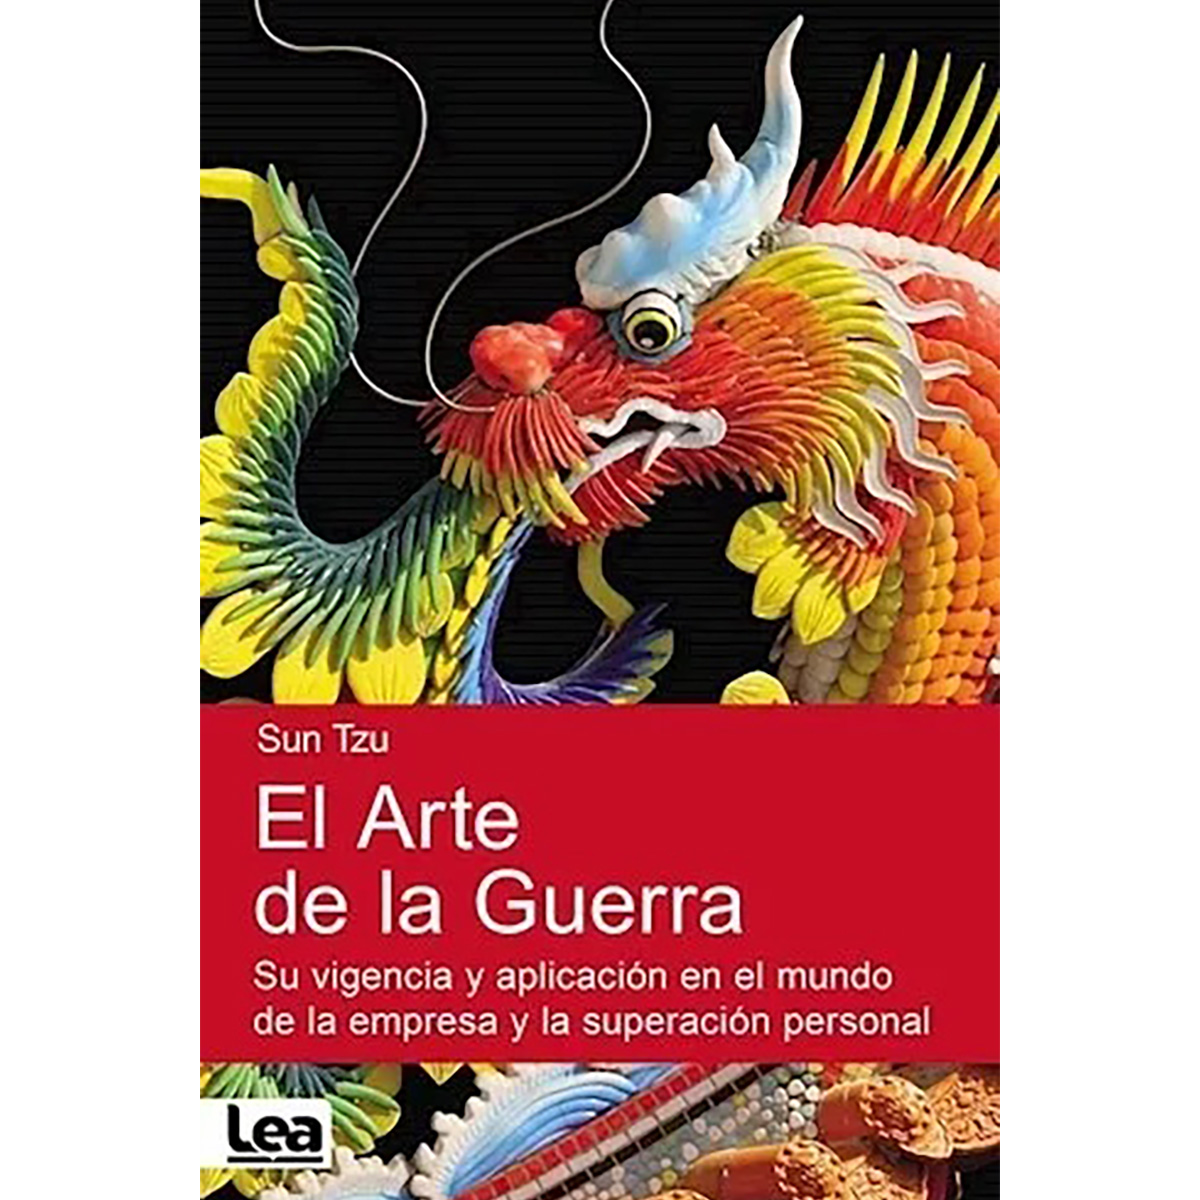 Sun Tzu
El Arte
de la Guerra
Su vigencia y aplicación en el mundo
de la empresa y la superación personal
Lea